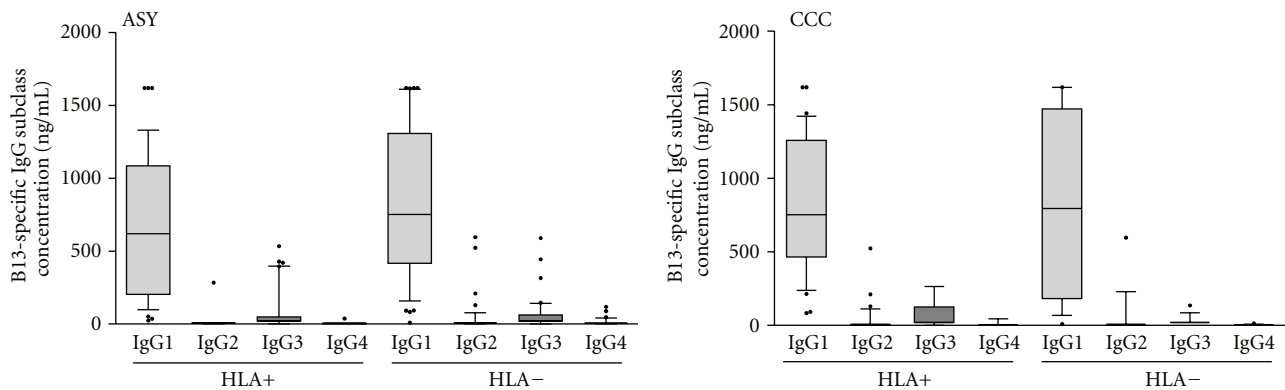 ASY
B13-specific IgG subclass
concentration (ng/mL)
2000
1500
1000
500
0
IgG1 IgG2 IgG3 IgG4 IgG1 IgG2 IgG3 IgG4
HLA+ HLA−
CCC
B13-specific IgG subclass
concentration (ng/mL)
2000
1500
1000
500
0
IgG1 IgG2 IgG3 IgG4 IgG1 IgG2 IgG3 IgG4
HLA+ HLA−